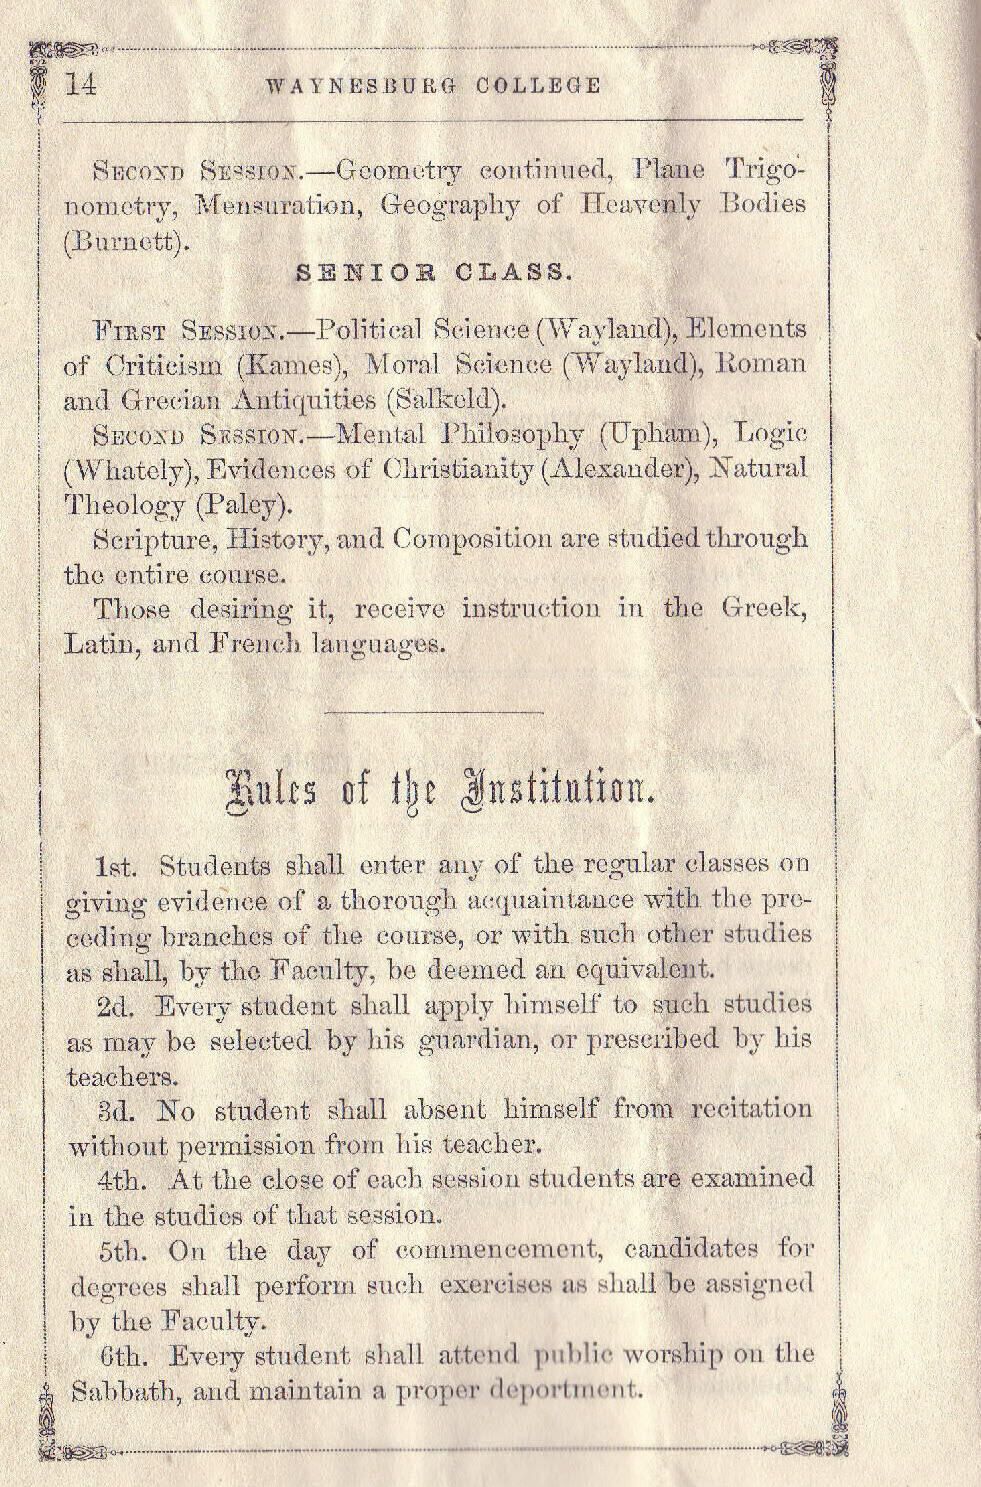 14 WAYNESBURG COLLEGE
SECOND SESSION.—Geometry continued, Plane Trigo-
nometry, Mensuration, Geography of Heavenly Bodies
(Burnett).
SENIOR CLASS.
FIRST SESSION.—Political Science (Wayland), Elements
of Criticism (Kames), Moral Science (Wayland), Roman
and Grecian Antiquities (Salkeld).
SECOND SESSION.—Mental Philosophy (Upham), Logic
(Whately), Evidences of Christianity (Alexander), Natural
Theology (Paley).
Scripture, History, and Composition are studied through
the entire course.
Those desiring it, receive instruction in the Greek,
Latin, and French languages.
Rules of the Institution.
1st. Students shall enter any of the regular classes on
giving evidence of a thorough acquaintance with the pre-
ceding branches of the course, or with such other studies
as shall, by the Faculty, be deemed an equivalent.
2d. Every student shall apply himself to such studies
as may be selected by his guardian, or prescribed by his
teachers.
3d. No student shall absent himself from recitation
without permission from his teacher.
4th. At the close of each session students are examined
in the studies of that session.
5th. On the day of commencement, candidates for
degrees shall perform such exercises as shall be assigned
by the Faculty.
6th. Every student shall attend public worship on the
Sabbath, and maintain a proper deportment.